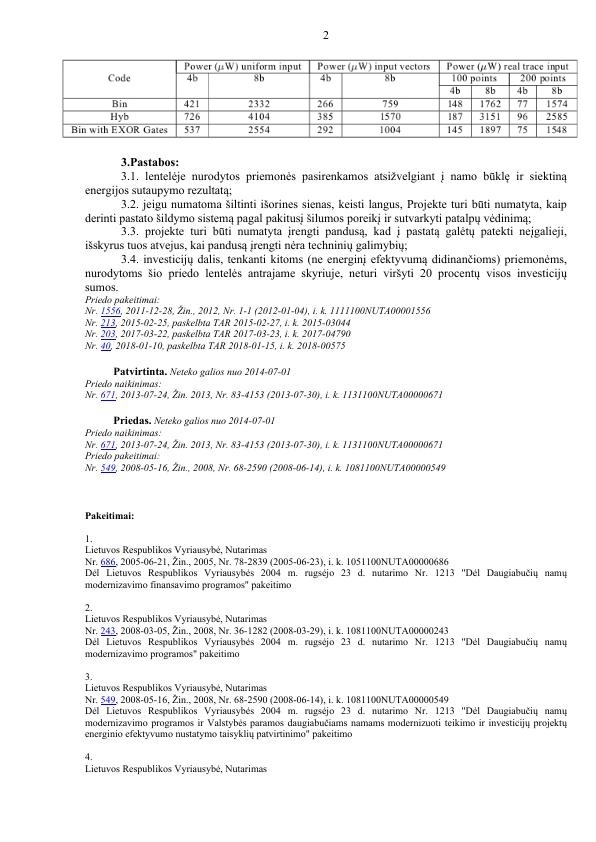 2
Code Power (µW) uniform input Power (µW) input vectors Power (µW) real trace input
4b 8b 4b 8b 100 points 200 points
4b 8b 4b 8b
Bin 421 2332 266 759 148 1762 77 1574
Hyb 726 4104 385 1570 187 3151 96 2585
Bin with EXOR Gates 537 2554 292 1004 145 1897 75 1548
3.Pastabos:
3.1. lentelėje nurodytos priemonės pasirenkamos atsižvelgiant į namo būklę ir siektiną
energijos sutaupymo rezultatą;
3.2. jeigu numatoma šiltinti išorines sienas, keisti langus, Projekte turi būti numatyta, kaip
derinti pastato šildymo sistemą pagal pakitusį šilumos poreikį ir sutvarkyti patalpų vėdinimą;
3.3. projekte turi būti numatyta įrengti pandusą, kad į pastatą galėtų patekti neįgalieji,
išskyrus tuos atvejus, kai pandusą įrengti nėra techninių galimybių;
3.4. investicijų dalis, tenkanti kitoms (ne energinį efektyvumą didinančioms) priemonėms,
nurodytoms šio priedo lentelės antrajame skyriuje, neturi viršyti 20 procentų visos investicijų
sumos.
Priedo pakeitimai:
Nr. 1556, 2011-12-28, Žin., 2012, Nr. 1-1 (2012-01-04), i. k. 1111100NUTA00001556
Nr. 213, 2015-02-25, paskelbta TAR 2015-02-27, i. k. 2015-03044
Nr. 203, 2017-03-22, paskelbta TAR 2017-03-23, i. k. 2017-04790
Nr. 40, 2018-01-10, paskelbta TAR 2018-01-15, i. k. 2018-00575
Patvirtinta. Neteko galios nuo 2014-07-01
Priedo naikinimas:
Nr. 671, 2013-07-24, Žin. 2013, Nr. 83-4153 (2013-07-30), i. k. 1131100NUTA00000671
Priedas. Neteko galios nuo 2014-07-01
Priedo naikinimas:
Nr. 671, 2013-07-24, Žin. 2013, Nr. 83-4153 (2013-07-30), i. k. 1131100NUTA00000671
Priedo pakeitimai:
Nr. 549, 2008-05-16, Žin., 2008, Nr. 68-2590 (2008-06-14), i. k. 1081100NUTA00000549
Pakeitimai:
1.
Lietuvos Respublikos Vyriausybė, Nutarimas
Nr. 686, 2005-06-21, Žin., 2005, Nr. 78-2839 (2005-06-23), i. k. 1051100NUTA00000686
Dėl Lietuvos Respublikos Vyriausybės 2004 m. rugsėjo 23 d. nutarimo Nr. 1213 "Dėl Daugiabučių namų
modernizavimo finansavimo programos" pakeitimo
2.
Lietuvos Respublikos Vyriausybė, Nutarimas
Nr. 243, 2008-03-05, Žin., 2008, Nr. 36-1282 (2008-03-29), i. k. 1081100NUTA00000243
Dėl Lietuvos Respublikos Vyriausybės 2004 m. rugsėjo 23 d. nutarimo Nr. 1213 "Dėl Daugiabučių namų
modernizavimo programos" pakeitimo
3.
Lietuvos Respublikos Vyriausybė, Nutarimas
Nr. 549, 2008-05-16, Žin., 2008, Nr. 68-2590 (2008-06-14), i. k. 1081100NUTA00000549
Dėl Lietuvos Respublikos Vyriausybės 2004 m. rugsėjo 23 d. nutarimo Nr. 1213 "Dėl Daugiabučių namų
modernizavimo programos ir Valstybės paramos daugiabučiams namams modernizuoti teikimo ir investicijų projektų
energinio efektyvumo nustatymo taisyklių patvirtinimo" pakeitimo
4.
Lietuvos Respublikos Vyriausybė, Nutarimas